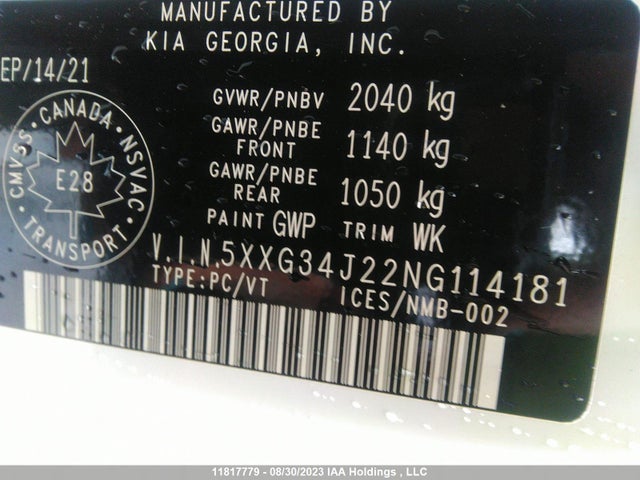 MANUFACTURED BY
KIA GEORGIA, INC.
EP/14/21
GVWR/PNBV 2040 kg
GAWR/PNBE FRONT 1140 kg
GAWR/PNBE REAR 1050 kg
PAINT GWP TRIM WK
V.I.N.5XXG34J22NG114181
TYPE:PC/VT ICES/NMB-002
CMVSS • CANADA • NSVAC • TRANSPORT •
E28
11817779 - 08/30/2023 IAA Holdings , LLC